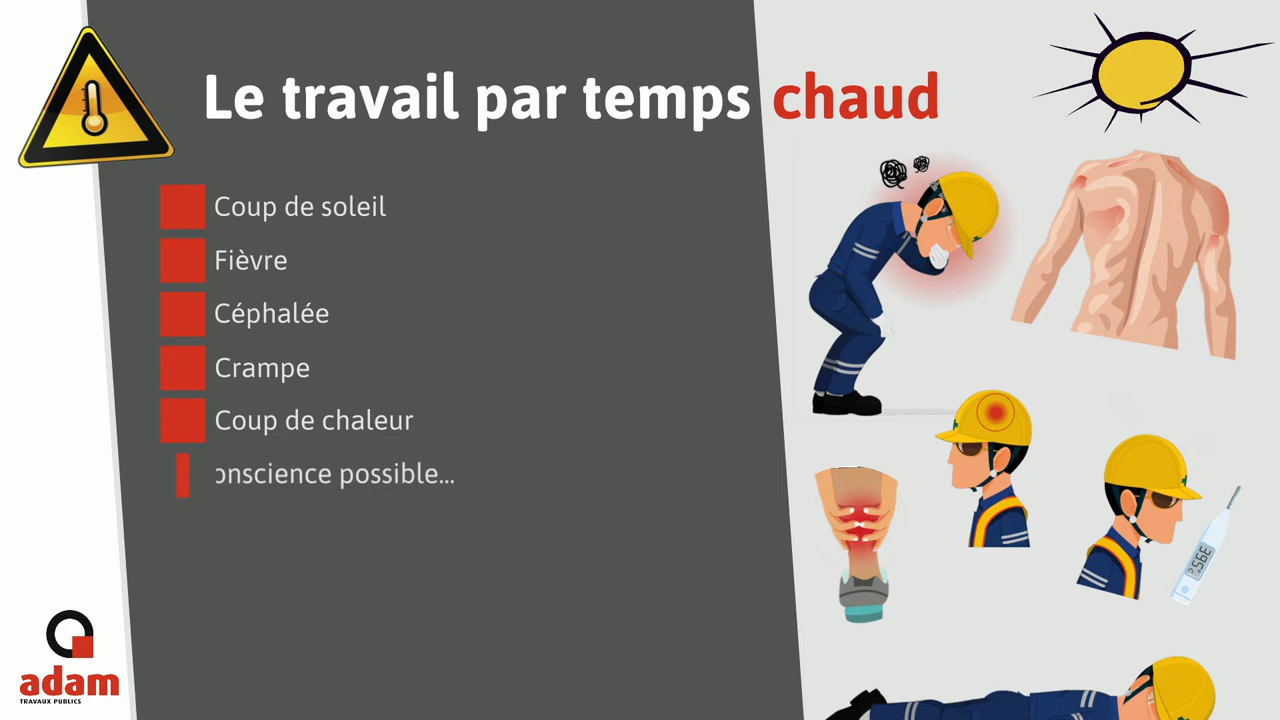 Le travail par temps chaud
Coup de soleil
Fièvre
Céphalée
Crampe
Coup de chaleur
onscience possible...
adam
TRAVAUX PUBLICS